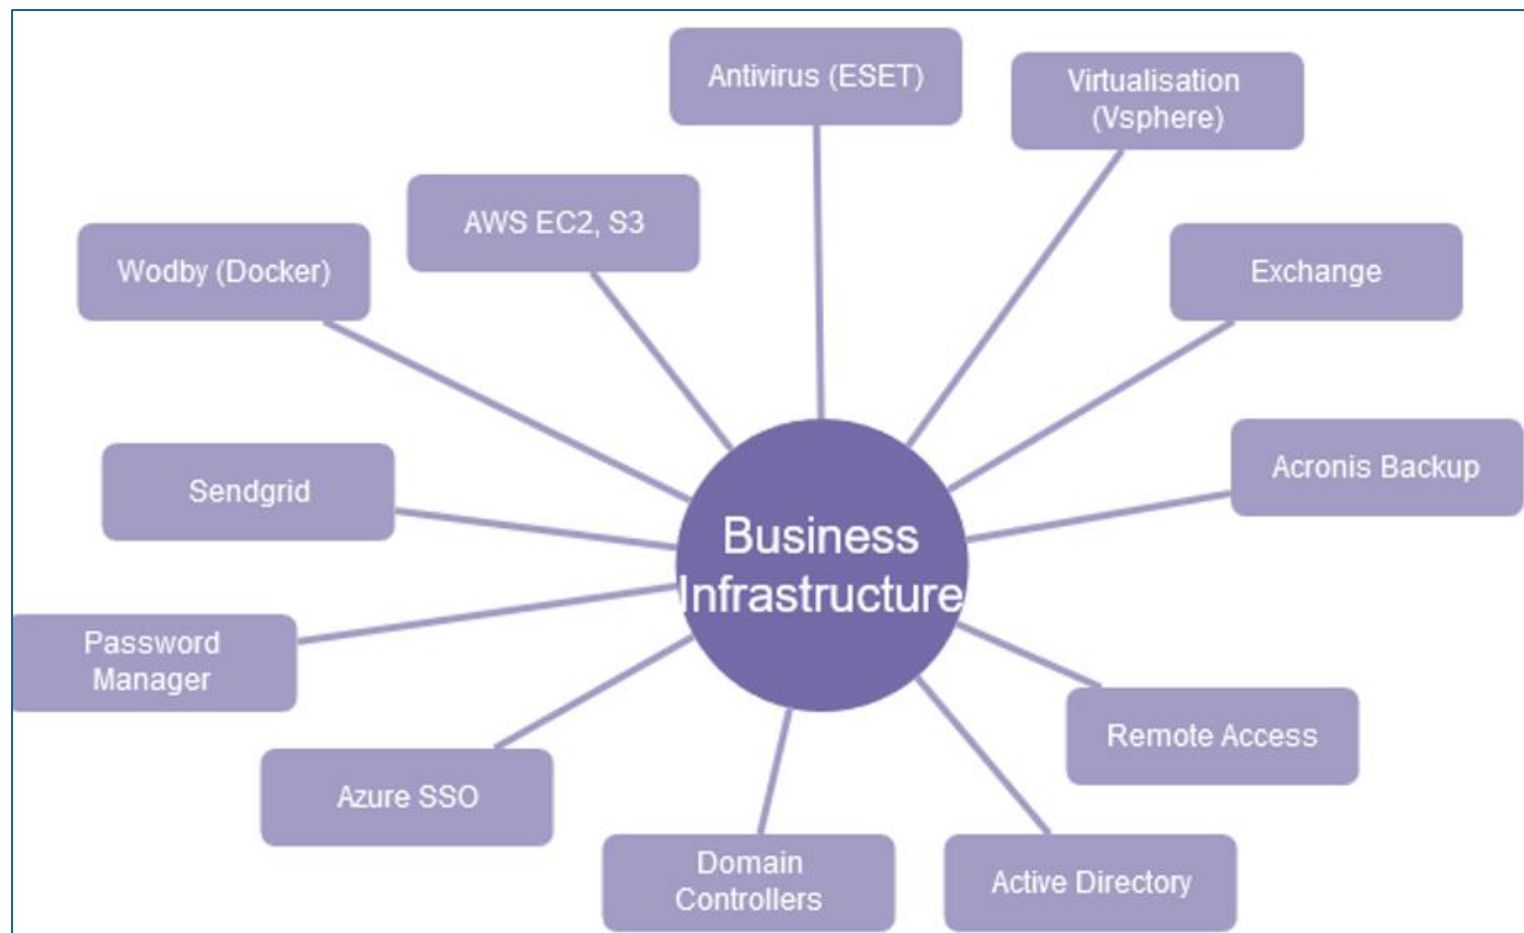 Antivirus (ESET)
Virtualisation
(Vsphere)
AWS EC2, S3
Wodby (Docker)
Exchange
Acronis Backup
Sendgrid
Business
Infrastructure
Password
Manager
Remote Access
Azure SSO
Domain
Controllers
Active Directory